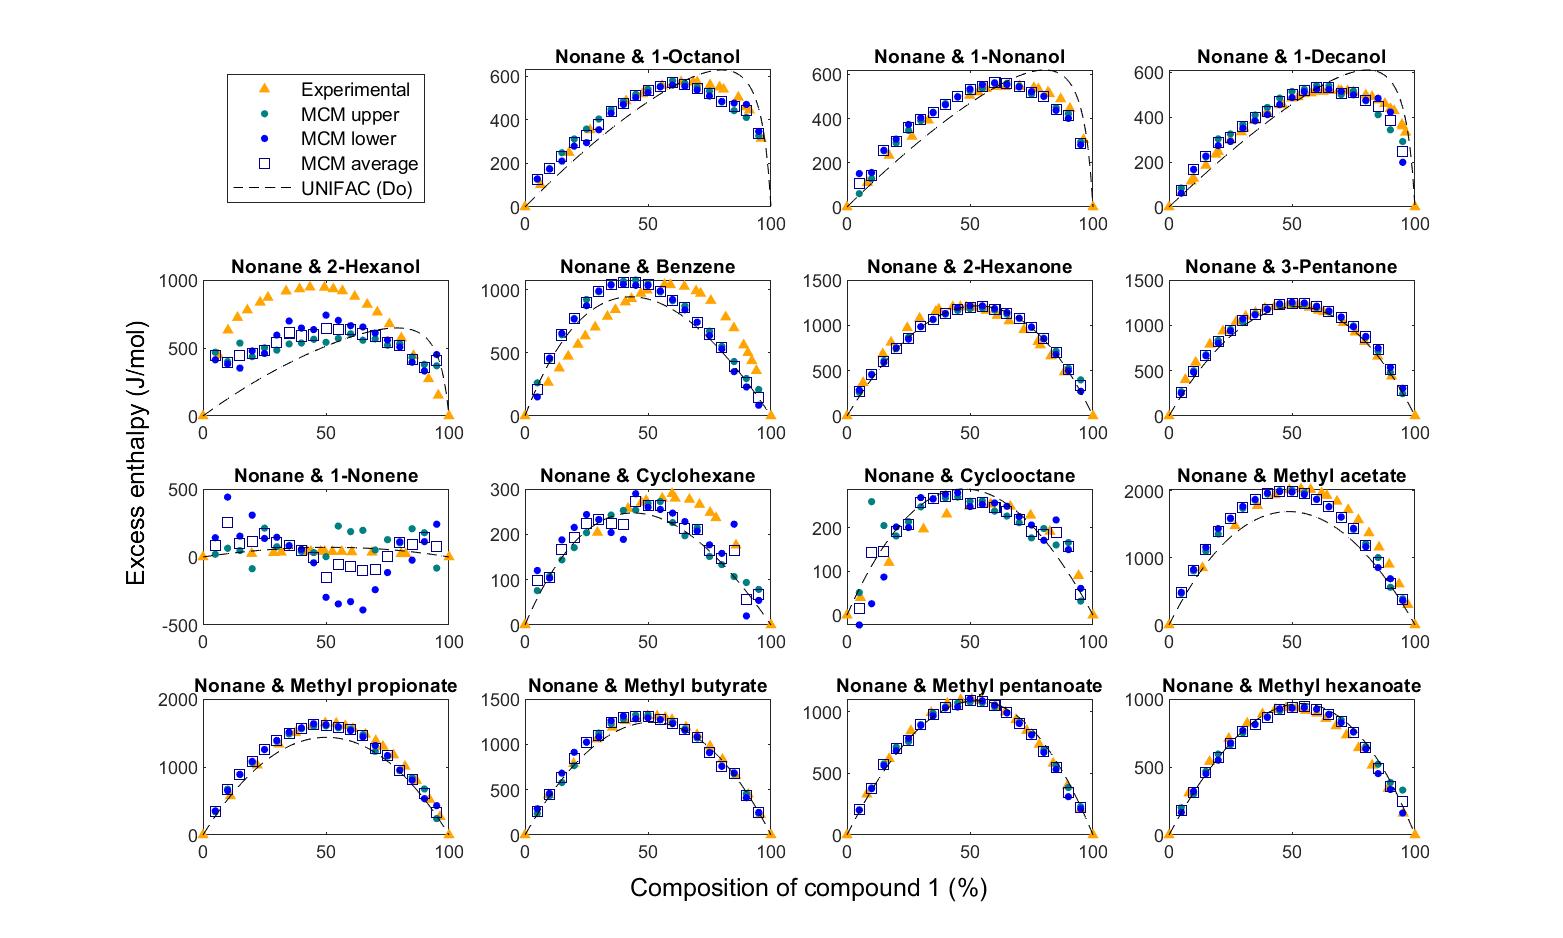 Nonane & 1-Octanol
Nonane & 1-Nonanol
Nonane & 1-Decanol
Experimental
MCM upper
MCM lower
MCM average
UNIFAC (Do)
600
400
200
0
0 50 100
600
400
200
0
0 50 100
600
400
200
0
0 50 100
Nonane & 2-Hexanol
Nonane & Benzene
Nonane & 2-Hexanone
Nonane & 3-Pentanone
1000
500
0
0 50 100
1000
500
0
0 50 100
1500
1000
500
0
0 50 100
1500
1000
500
0
0 50 100
Excess enthalpy (J/mol)
Nonane & 1-Nonene
Nonane & Cyclohexane
Nonane & Cyclooctane
Nonane & Methyl acetate
500
0
-500
0 50 100
300
200
100
0
0 50 100
200
100
0
0 50 100
2000
1000
0
0 50 100
Nonane & Methyl propionate
Nonane & Methyl butyrate
Nonane & Methyl pentanoate
Nonane & Methyl hexanoate
2000
1000
0
0 50 100
1500
1000
500
0
0 50 100
1000
500
0
0 50 100
1000
500
0
0 50 100
Composition of compound 1 (%)